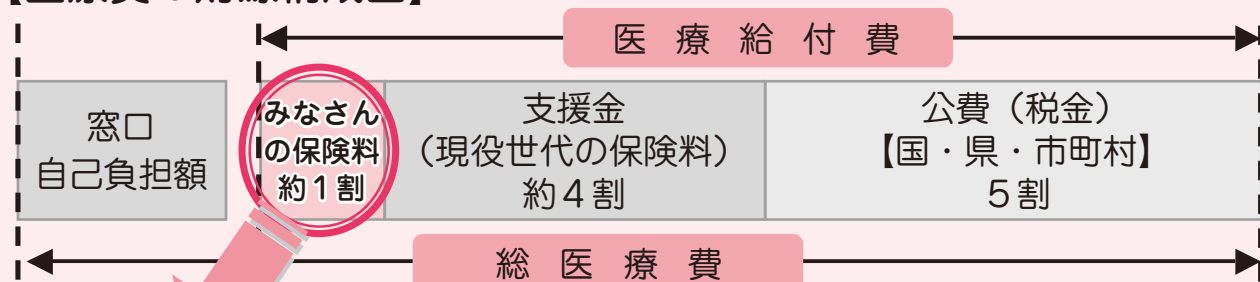 医療給付費
窓口
自己負担額
みなさん
の保険料
約1割
支援金
(現役世代の保険料)
約4割
公費(税金)
【国・県・市町村】
5割
総医療費